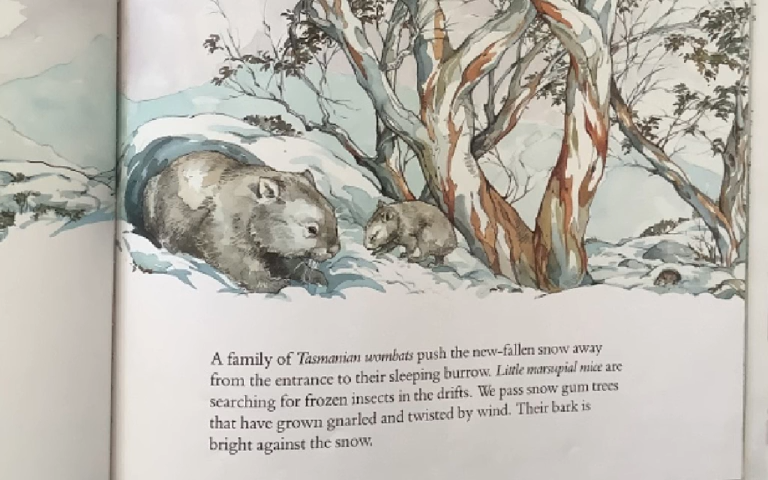 A family of Tasmanian wombats push the new-fallen snow away
from the entrance to their sleeping burrow. Little marsupial mice are
searching for frozen insects in the drifts. We pass snow gum trees
that have grown gnarled and twisted by wind. Their bark is
bright against the snow.